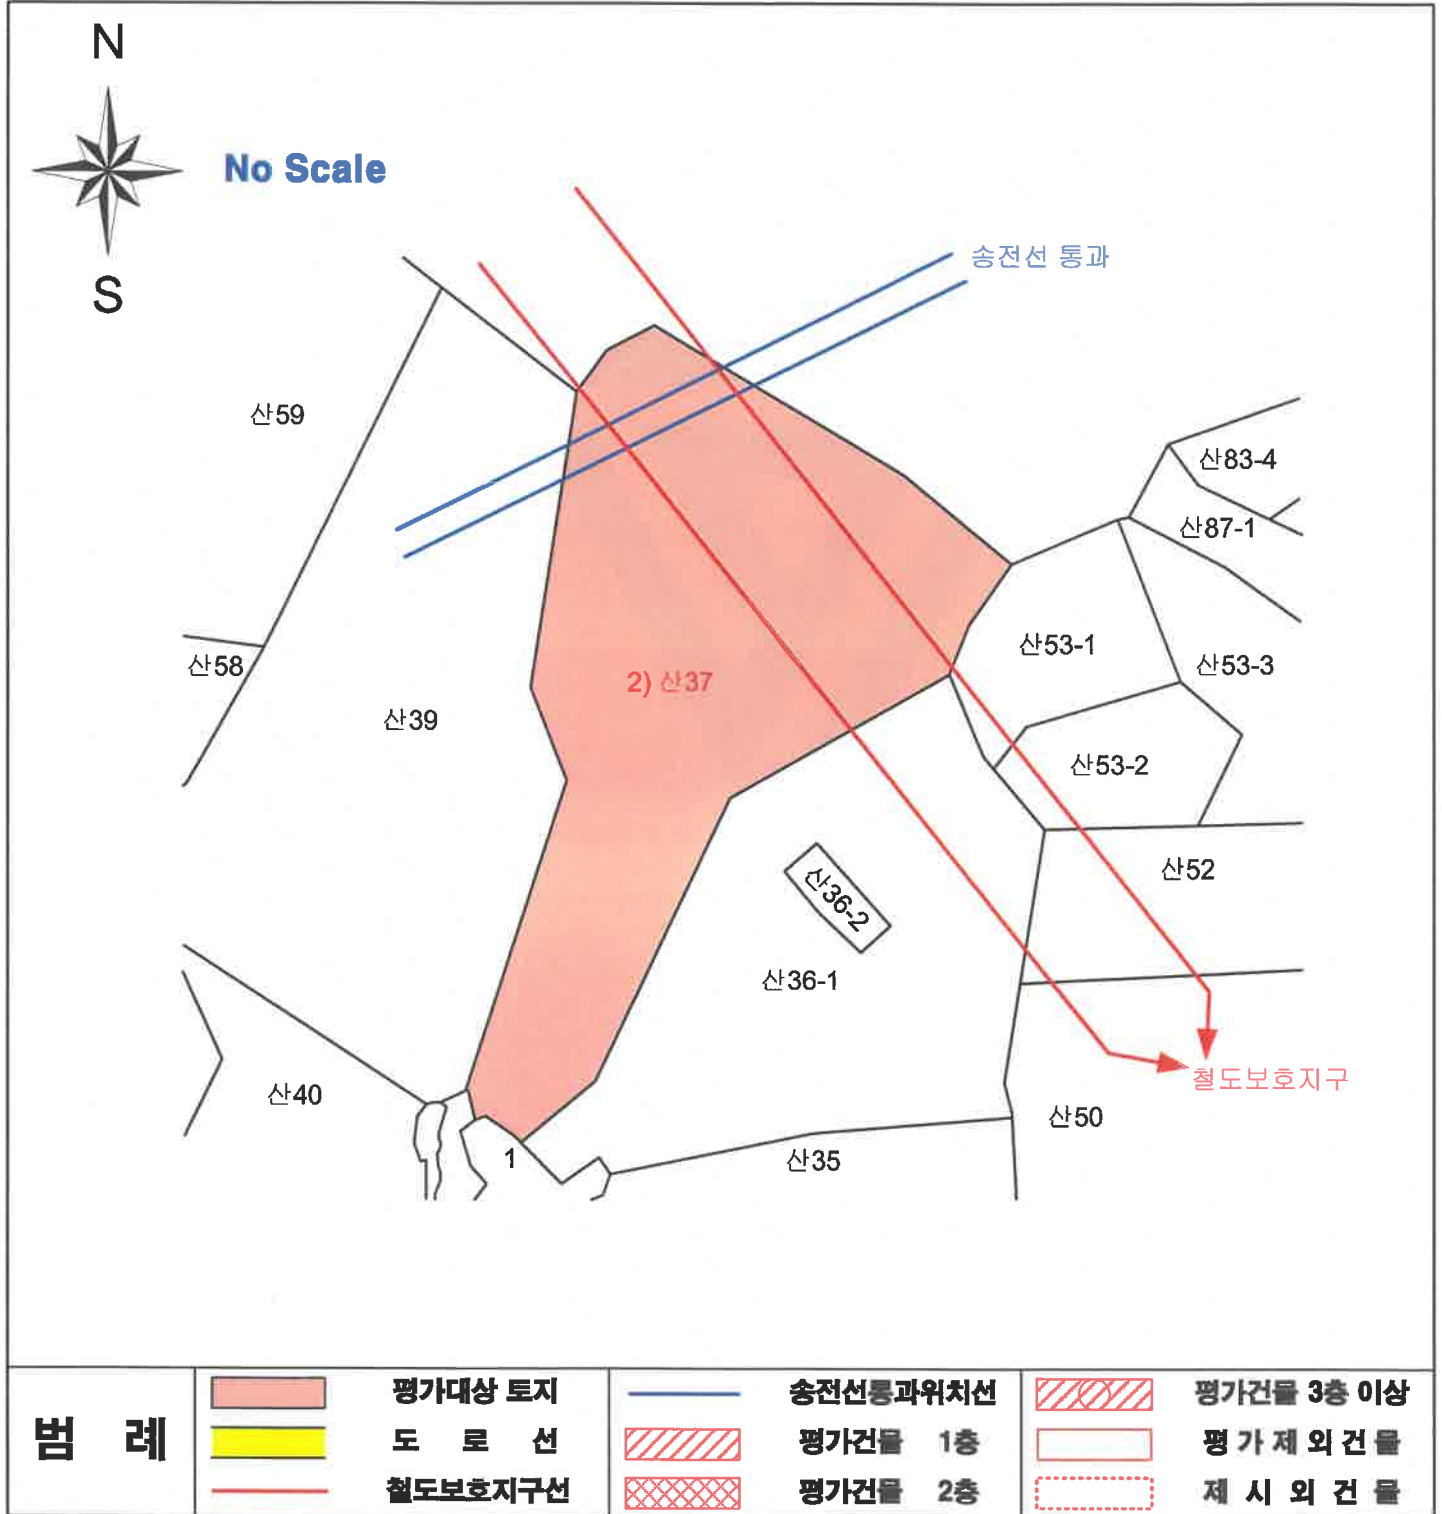 N
No Scale
S
송전선 통과
산59
산83-4
산87-1
산53-1
산53-3
산58
2) 산37
산39
산53-2
산52
산36-2
산36-1
철도보호지구
산40
산50
1
산35
범 례
평가대상 토지
도 로 선
철도보호지구선
송전선통과위치선
평가건물 1층
평가건물 2층
평가건물 3층 이상
평 가 제 외 건 물
제 시 외 건 물